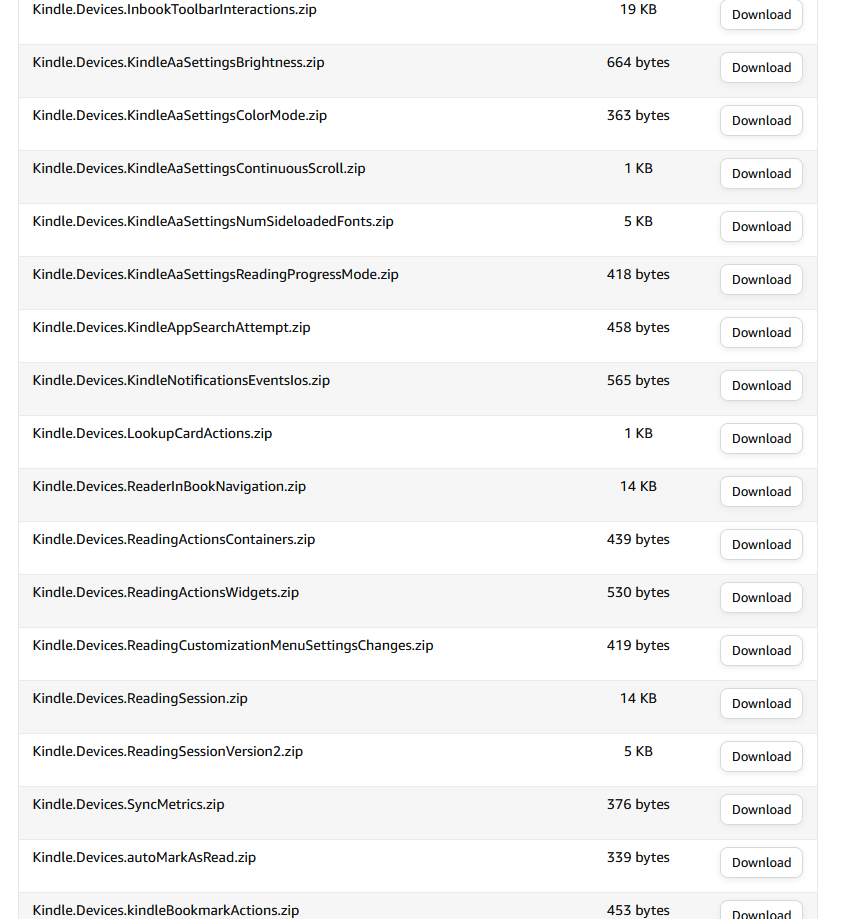 Kindle.Devices.InbookToolbarInteractions.zip 19 KB Download
Kindle.Devices.KindleAaSettingsBrightness.zip 664 bytes Download
Kindle.Devices.KindleAaSettingsColorMode.zip 363 bytes Download
Kindle.Devices.KindleAaSettingsContinuousScroll.zip 1 KB Download
Kindle.Devices.KindleAaSettingsNumSideloadedFonts.zip 5 KB Download
Kindle.Devices.KindleAaSettingsReadingProgressMode.zip 418 bytes Download
Kindle.Devices.KindleAppSearchAttempt.zip 458 bytes Download
Kindle.Devices.KindleNotificationsEventsIos.zip 565 bytes Download
Kindle.Devices.LookupCardActions.zip 1 KB Download
Kindle.Devices.ReaderInBookNavigation.zip 14 KB Download
Kindle.Devices.ReadingActionsContainers.zip 439 bytes Download
Kindle.Devices.ReadingActionsWidgets.zip 530 bytes Download
Kindle.Devices.ReadingCustomizationMenuSettingsChanges.zip 419 bytes Download
Kindle.Devices.ReadingSession.zip 14 KB Download
Kindle.Devices.ReadingSessionVersion2.zip 5 KB Download
Kindle.Devices.SyncMetrics.zip 376 bytes Download
Kindle.Devices.autoMarkAsRead.zip 339 bytes Download
Kindle.Devices.kindleBookmarkActions.zip 453 bytes Download